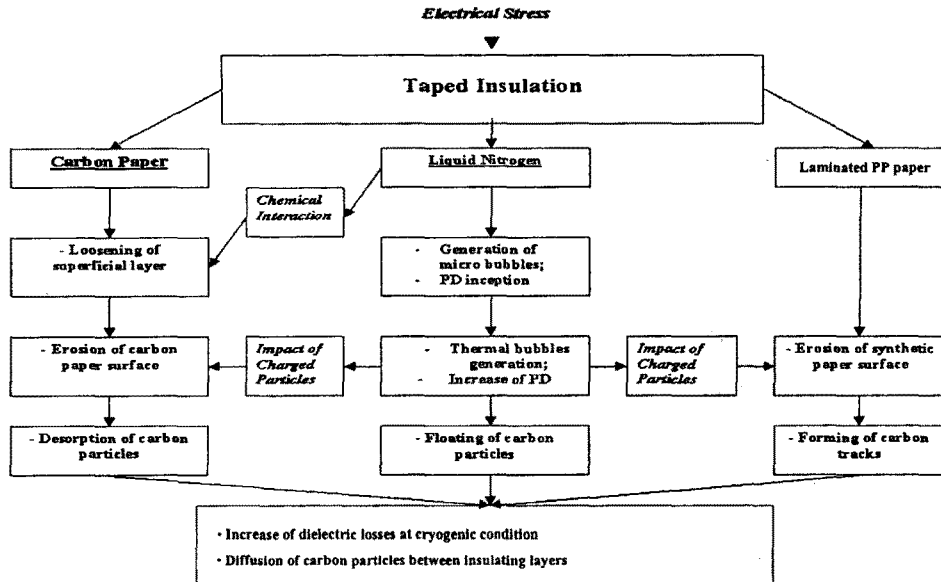 Electrical Stress
Taped Insulation
Carbon Paper
Liquid Nitrogen
Laminated PP paper
Chemical
Interaction
- Loosening of
superficial layer
- Generation of
micro bubbles;
- PD inception
- Erosion of carbon
paper surface
Impact of
Charged
Particles
- Thermal bubbles
generation;
- Increase of PD
Impact of
Charged
Particles
- Erosion of synthetic
paper surface
- Desorption of carbon
particles
- Floating of carbon
particles
- Forming of carbon
tracks
· Increase of dielectric losses at cryogenic condition
· Diffusion of carbon particles between insulating layers